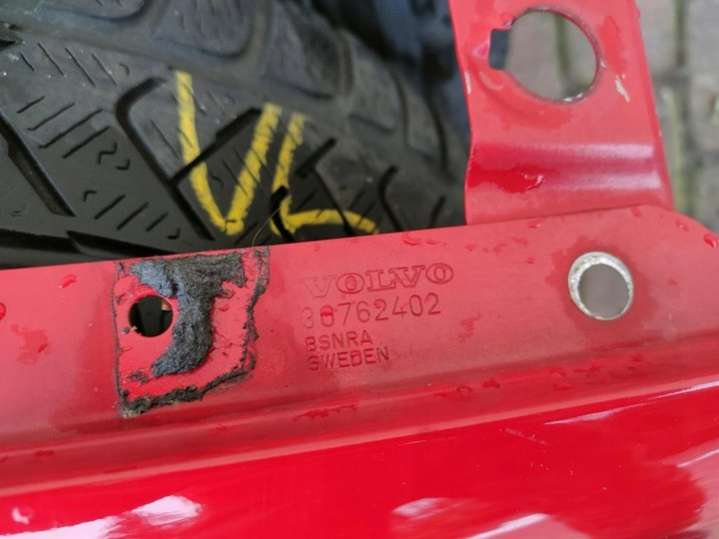 VL
VOLVO
30762402
BSNRA
SWEDEN